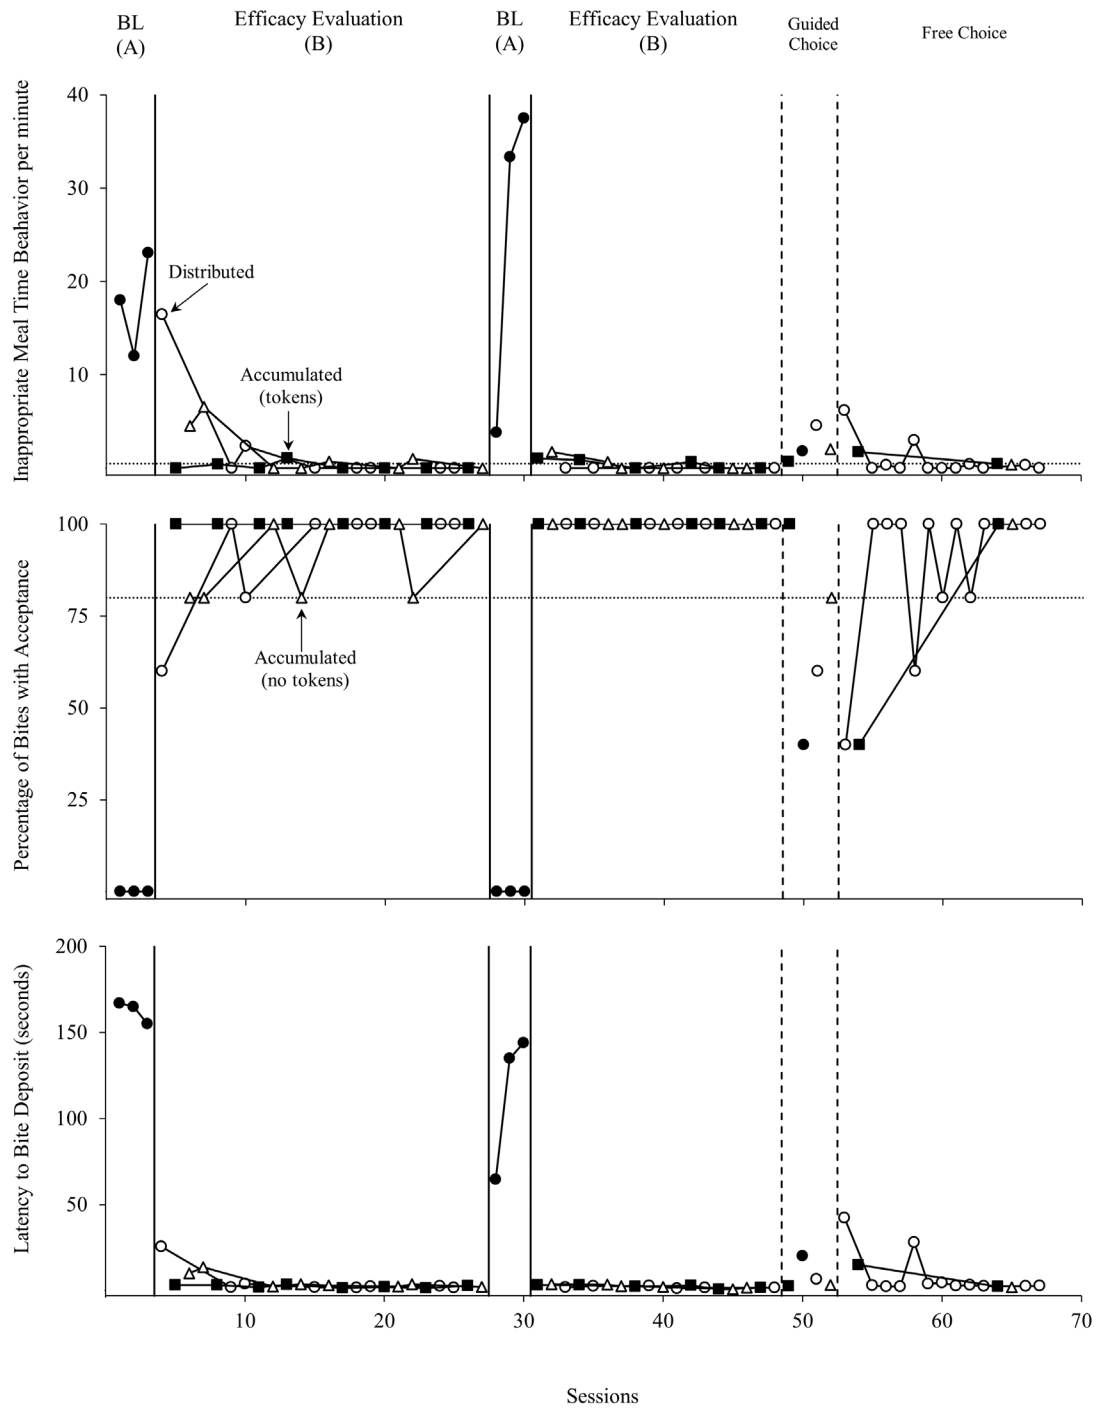 BL
(A)
Efficacy Evaluation
(B)
BL
(A)
Efficacy Evaluation
(B)
Guided
Choice
Free Choice
Inappropriate Meal Time Beahavior per minute
40
30
20
10
Distributed
Accumulated
(tokens)
Percentage of Bites with Acceptance
100
75
50
25
Accumulated
(no tokens)
Latency to Bite Deposit (seconds)
200
150
100
50
10
20
30
40
50
60
70
Sessions